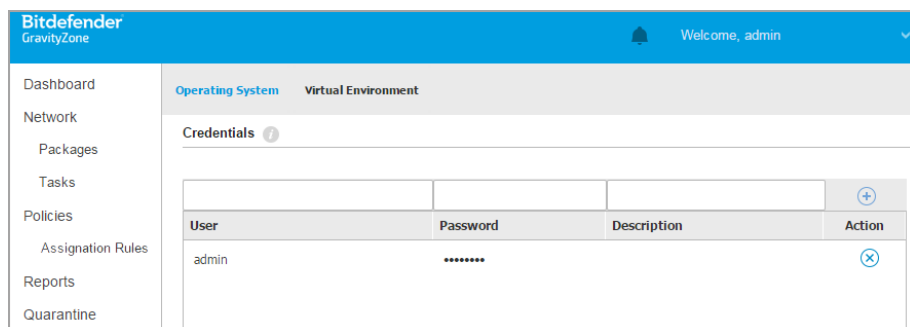 Bitdefender
GravityZone
Welcome, admin
Dashboard
Network
Packages
Tasks
Policies
Assignation Rules
Reports
Quarantine
Operating System Virtual Environment
Credentials i
User Password Description Action
admin ••••••••